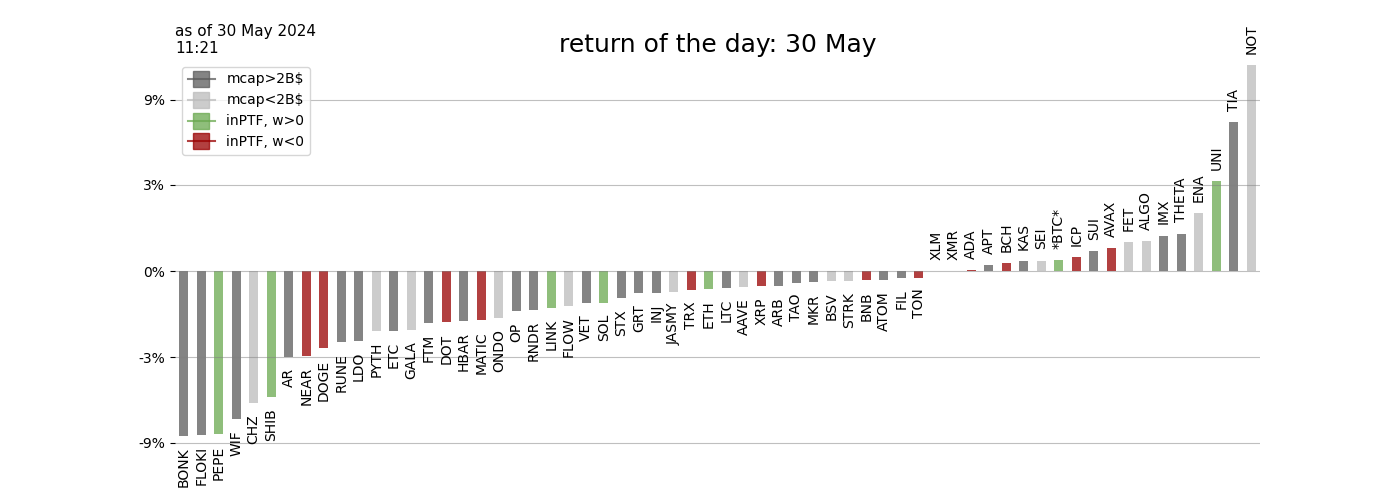 as of 30 May 2024
11:21
return of the day: 30 May
mcap>2B$
mcap<2B$
inPTF, w>0
inPTF, w<0
9%
3%
0%
-3%
-9%
BONK
FLOKI
PEPE
WIF
CHZ
SHIB
AR
NEAR
DOGE
RUNE
LDO
PYTH
ETC
GALA
FTM
DOT
HBAR
MATIC
ONDO
OP
RNDR
LINK
FLOW
VET
SOL
STX
GRT
INJ
JASMY
TRX
ETH
LTC
AAVE
XRP
ARB
TAO
MKR
BSV
STRK
BNB
ATOM
FIL
TON
XLM
XMR
ADA
APT
BCH
KAS
SEI
*BTC*
ICP
SUI
AVAX
FET
ALGO
IMX
THETA
ENA
UNI
TIA
NOT